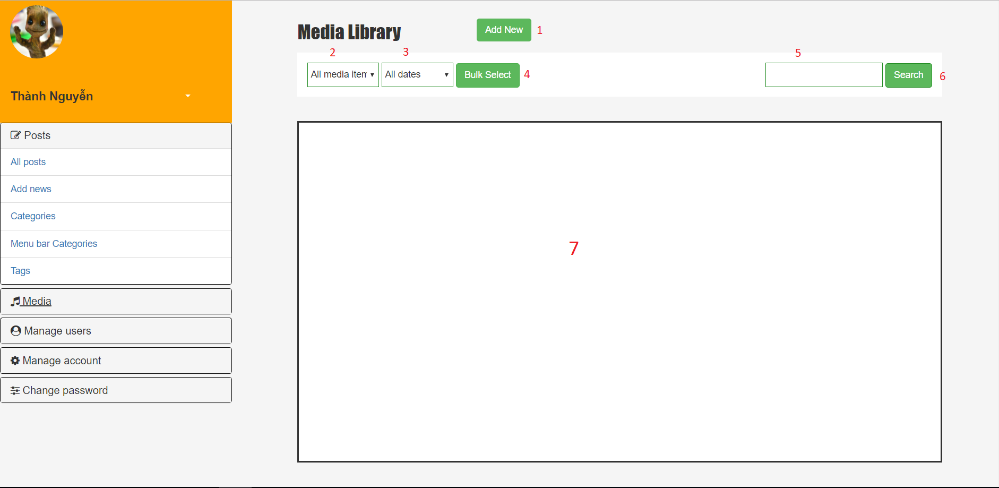 Thành Nguyễn
Posts
All posts
Add news
Categories
Menu bar Categories
Tags
Media
Manage users
Manage account
Change password
Media Library
Add New 1
2 3 5
All media item All dates Bulk Select 4 Search 6
7